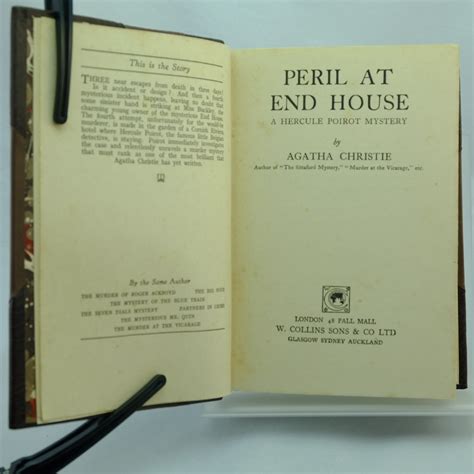 This is the Story
THREE near escapes from death in three days!
Is it accident or design? And then a fourth
mysterious incident happens, leaving no doubt that
some sinister hand is striking at Miss Buckley, the
charming young owner of the mysterious End House.
The fourth attempt, unfortunately for the would-be
murderer, is made in the garden of a Cornish Riviera
hotel where Hercule Poirot, the famous little Belgian
detective, is staying. Poirot immediately investigates
the case and relentlessly unravels a murder mystery
that must rank as one of the most brilliant that
Agatha Christie has yet written.
By the Same Author
THE MURDER OF ROGER ACKROYD THE BIG FOUR
THE MYSTERY OF THE BLUE TRAIN
THE SEVEN DIALS MYSTERY PARTNERS IN CRIME
THE MYSTERIOUS MR. QUIN
THE MURDER AT THE VICARAGE
PERIL AT
END HOUSE
A HERCULE POIROT MYSTERY
by
AGATHA CHRISTIE
Author of "The Sittaford Mystery," "Murder at the Vicarage," etc.
LONDON 48 PALL MALL
W. COLLINS SONS & CO LTD
GLASGOW SYDNEY AUCKLAND